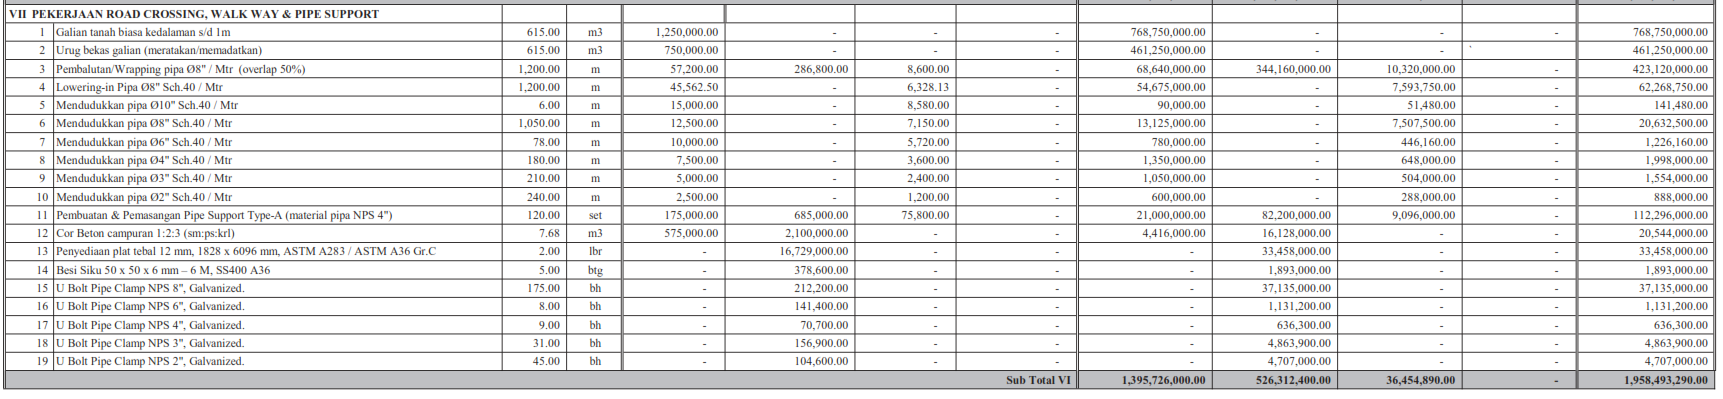 VII PEKERJAAN ROAD CROSSING, WALK WAY & PIPE SUPPORT
1 Galian tanah biasa kedalaman s/d 1m 615.00 m3 1,250,000.00 - - - 768,750,000.00 - - - 768,750,000.00
2 Urug bekas galian (meratakan/memadatkan) 615.00 m3 750,000.00 - - - 461,250,000.00 - - ` - 461,250,000.00
3 Pembalutan/Wrapping pipa Ø8" / Mtr (overlap 50%) 1,200.00 m 57,200.00 286,800.00 8,600.00 - 68,640,000.00 344,160,000.00 10,320,000.00 - 423,120,000.00
4 Lowering-in Pipa Ø8" Sch.40 / Mtr 1,200.00 m 45,562.50 - 6,328.13 - 54,675,000.00 - 7,593,750.00 - 62,268,750.00
5 Mendudukkan pipa Ø10" Sch.40 / Mtr 6.00 m 15,000.00 - 8,580.00 - 90,000.00 - 51,480.00 - 141,480.00
6 Mendudukkan pipa Ø8" Sch.40 / Mtr 1,050.00 m 12,500.00 - 7,150.00 - 13,125,000.00 - 7,507,500.00 - 20,632,500.00
7 Mendudukkan pipa Ø6" Sch.40 / Mtr 78.00 m 10,000.00 - 5,720.00 - 780,000.00 - 446,160.00 - 1,226,160.00
8 Mendudukkan pipa Ø4" Sch.40 / Mtr 180.00 m 7,500.00 - 3,600.00 - 1,350,000.00 - 648,000.00 - 1,998,000.00
9 Mendudukkan pipa Ø3" Sch.40 / Mtr 210.00 m 5,000.00 - 2,400.00 - 1,050,000.00 - 504,000.00 - 1,554,000.00
10 Mendudukkan pipa Ø2" Sch.40 / Mtr 240.00 m 2,500.00 - 1,200.00 - 600,000.00 - 288,000.00 - 888,000.00
11 Pembuatan & Pemasangan Pipe Support Type-A (material pipa NPS 4") 120.00 set 175,000.00 685,000.00 75,800.00 - 21,000,000.00 82,200,000.00 9,096,000.00 - 112,296,000.00
12 Cor Beton campuran 1:2:3 (sm:ps:krl) 7.68 m3 575,000.00 2,100,000.00 - - 4,416,000.00 16,128,000.00 - - 20,544,000.00
13 Penyediaan plat tebal 12 mm, 1828 x 6096 mm, ASTM A283 / ASTM A36 Gr.C 2.00 lbr - 16,729,000.00 - - - 33,458,000.00 - - 33,458,000.00
14 Besi Siku 50 x 50 x 6 mm – 6 M, SS400 A36 5.00 btg - 378,600.00 - - - 1,893,000.00 - - 1,893,000.00
15 U Bolt Pipe Clamp NPS 8", Galvanized. 175.00 bh - 212,200.00 - - - 37,135,000.00 - - 37,135,000.00
16 U Bolt Pipe Clamp NPS 6", Galvanized. 8.00 bh - 141,400.00 - - - 1,131,200.00 - - 1,131,200.00
17 U Bolt Pipe Clamp NPS 4", Galvanized. 9.00 bh - 70,700.00 - - - 636,300.00 - - 636,300.00
18 U Bolt Pipe Clamp NPS 3", Galvanized. 31.00 bh - 156,900.00 - - - 4,863,900.00 - - 4,863,900.00
19 U Bolt Pipe Clamp NPS 2", Galvanized. 45.00 bh - 104,600.00 - - - 4,707,000.00 - - 4,707,000.00
Sub Total VI 1,395,726,000.00 526,312,400.00 36,454,890.00 - 1,958,493,290.00